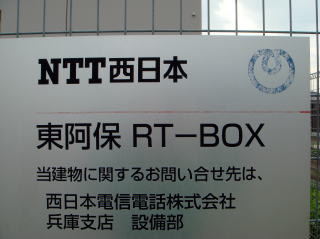 NTT西日本
東阿保 RT－BOX
当建物に関するお問い合せ先は、
西日本電信電話株式会社
兵庫支店　設備部